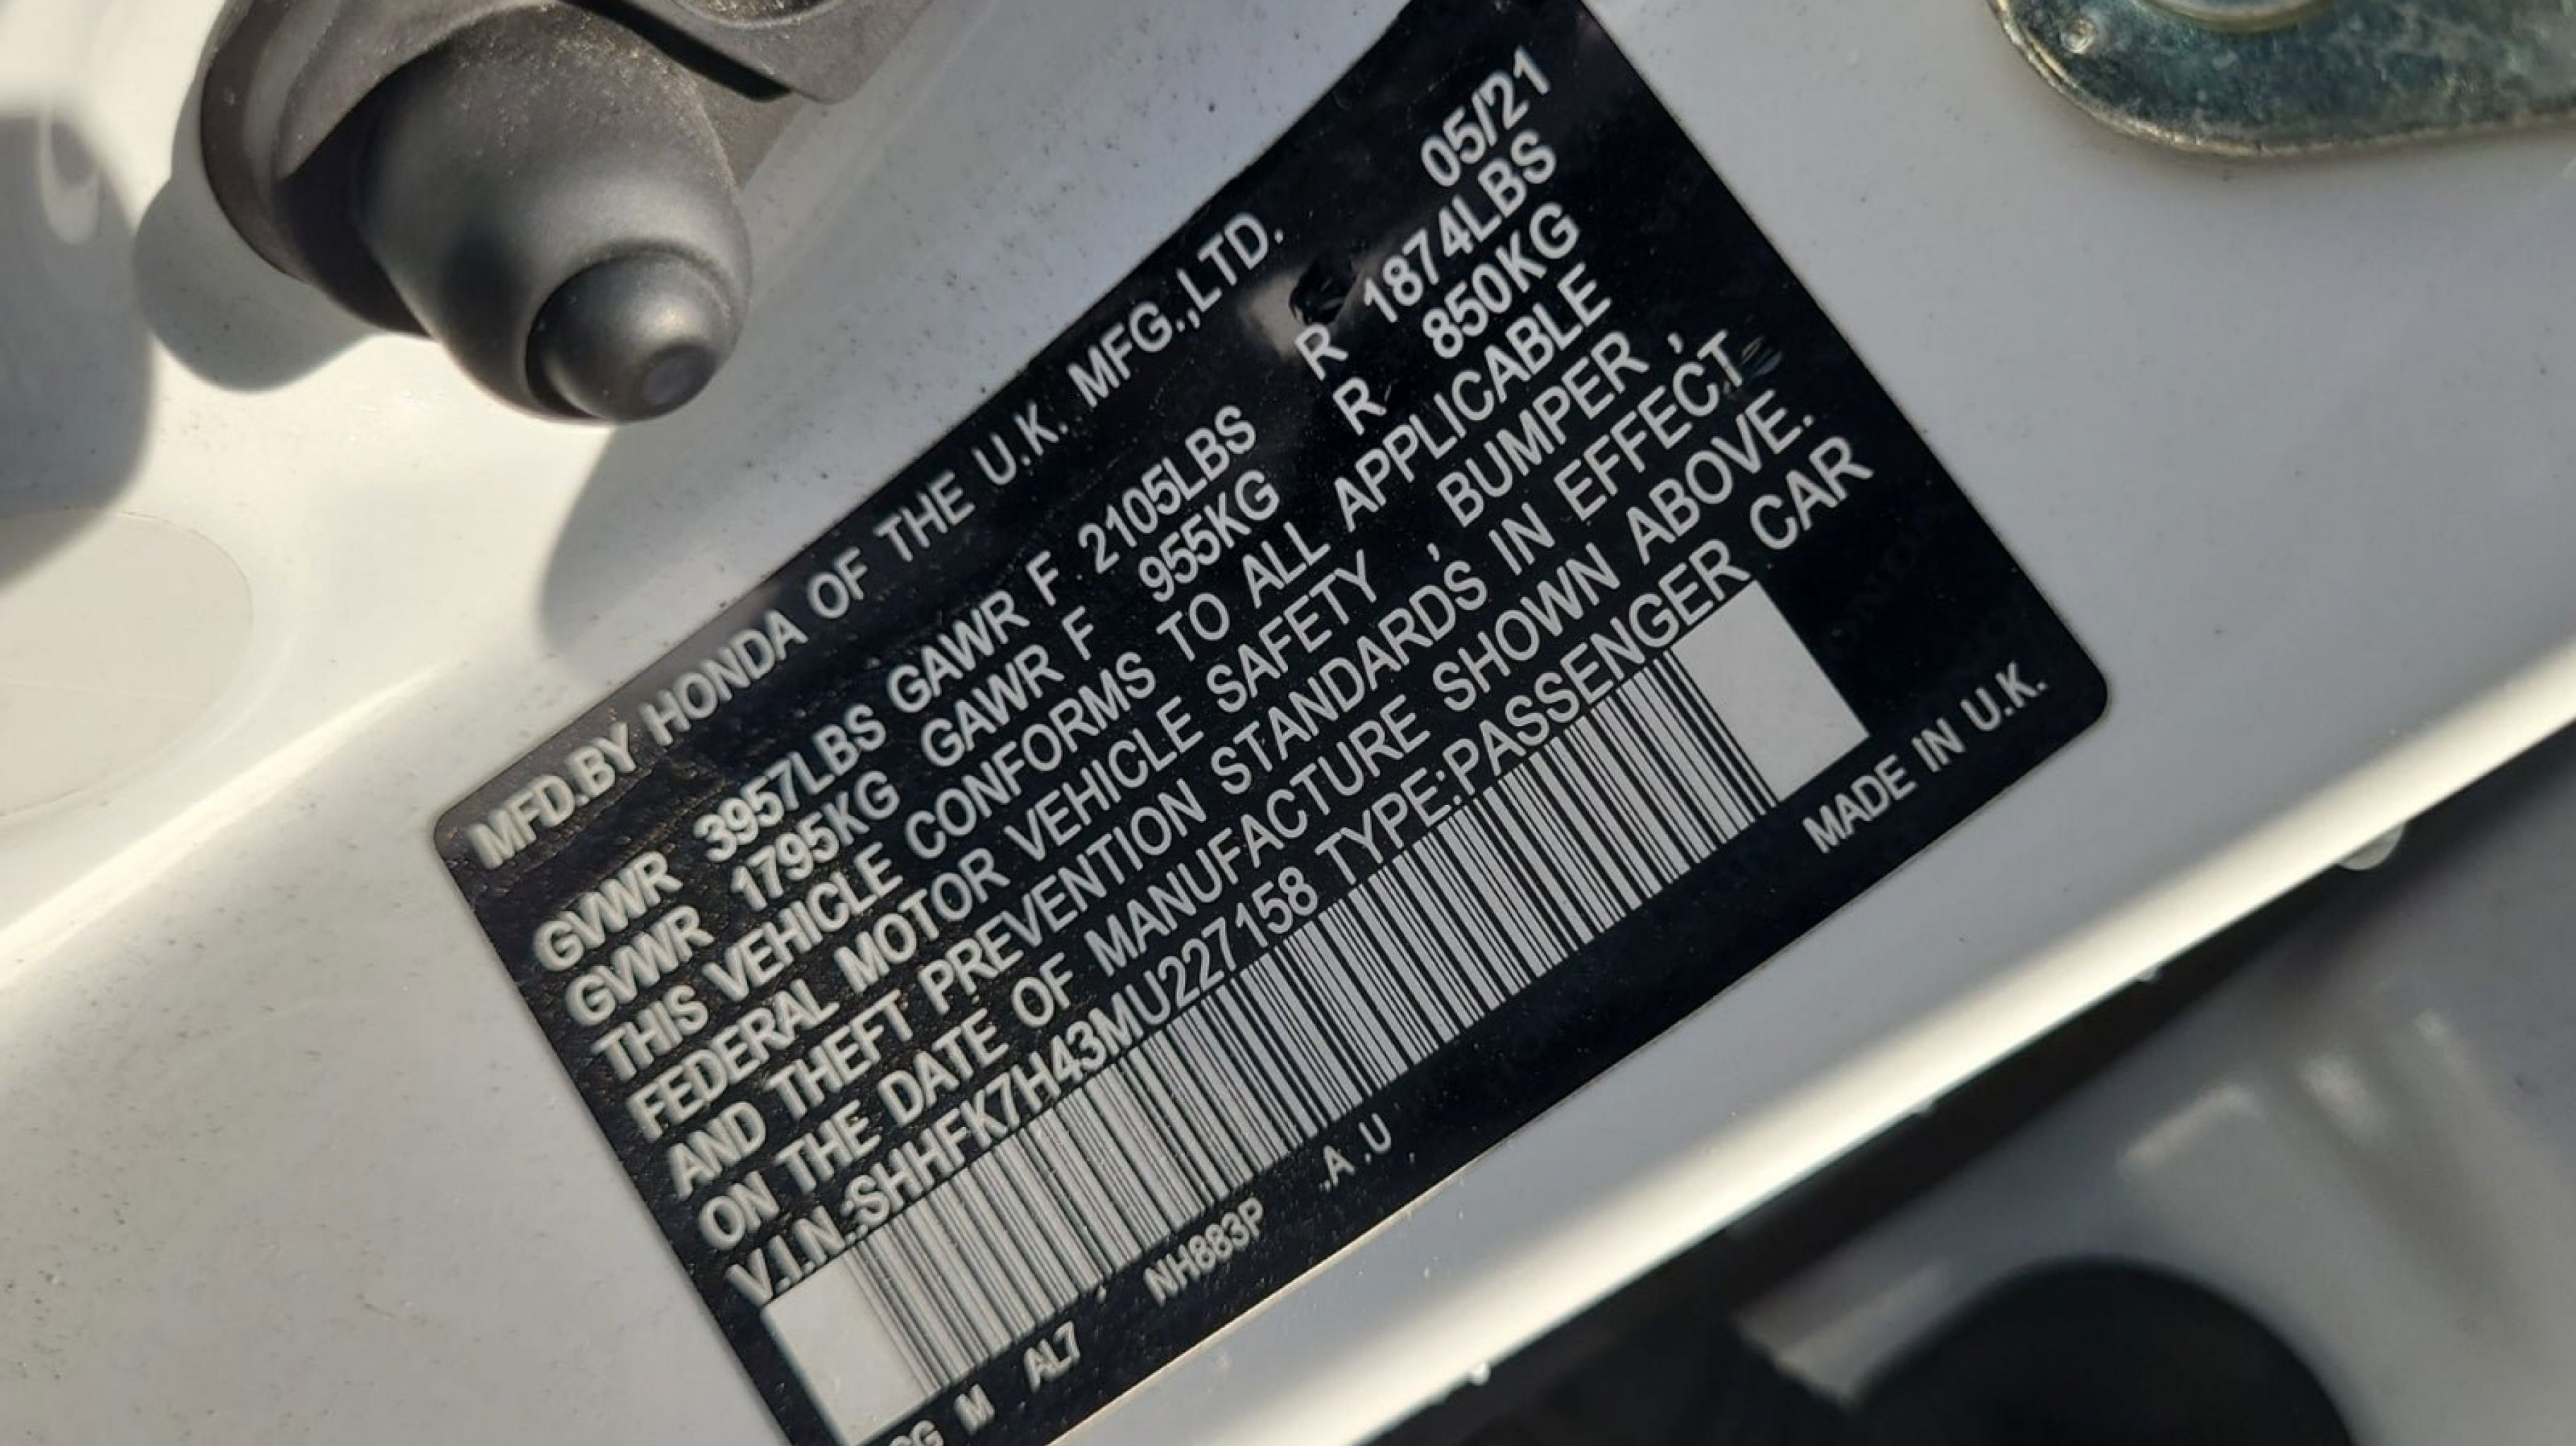 MFD.BY HONDA OF THE U.K. MFG.,LTD. 05/21
GVWR 3957LBS GAWR F 2105LBS R 1874LBS
GVWR 1795KG GAWR F 955KG R 850KG
THIS VEHICLE CONFORMS TO ALL APPLICABLE
FEDERAL MOTOR VEHICLE SAFETY , BUMPER ,
AND THEFT PREVENTION STANDARDS IN EFFECT
ON THE DATE OF MANUFACTURE SHOWN ABOVE.
V.I.N.:SHHFK7H43MU227158 TYPE:PASSENGER CAR
M AL7 , NH883P .A .U , MADE IN U.K.